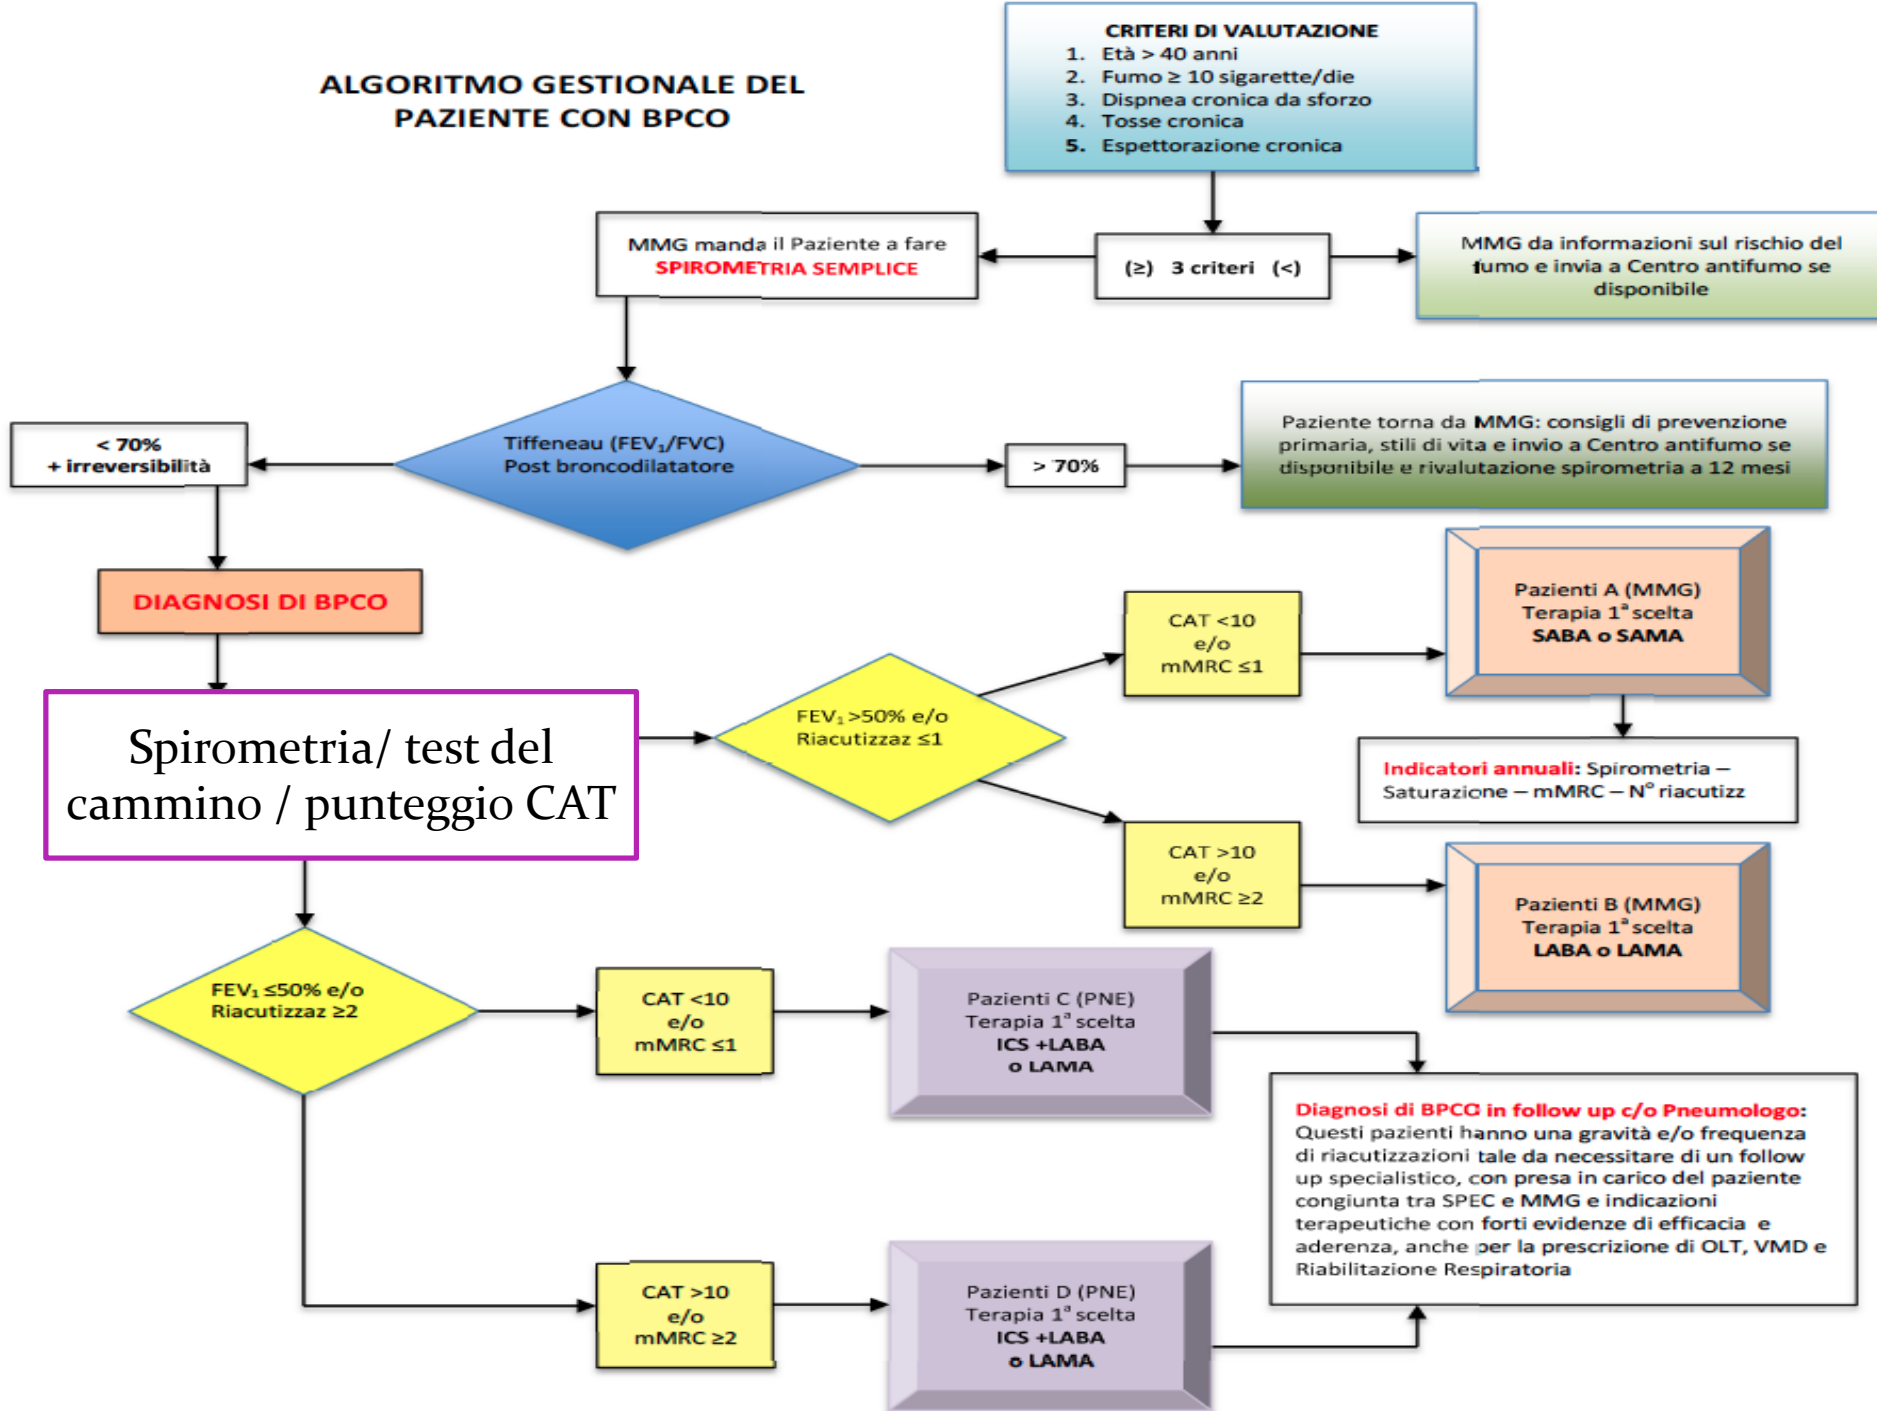 ALGORITMO GESTIONALE DEL
PAZIENTE CON BPCO
CRITERI DI VALUTAZIONE
1. Età > 40 anni
2. Fumo ≥ 10 sigarette/die
3. Dispnea cronica da sforzo
4. Tosse cronica
5. Espettorazione cronica
MMG manda il Paziente a fare
SPIROMETRIA SEMPLICE
(≥) 3 criteri (<)
MMG da informazioni sul rischio del
fumo e invia a Centro antifumo se
disponibile
< 70%
+ irreversibilità
Tiffeneau (FEV₁/FVC)
Post broncodilatatore
> 70%
Paziente torna da MMG: consigli di prevenzione
primaria, stili di vita e invio a Centro antifumo se
disponibile e rivalutazione spirometria a 12 mesi
DIAGNOSI DI BPCO
Spirometria/ test del
cammino / punteggio CAT
FEV₁ >50% e/o
Riacutizzaz ≤1
CAT <10
e/o
mMRC ≤1
Pazienti A (MMG)
Terapia 1ª scelta
SABA o SAMA
Indicatori annuali: Spirometria –
Saturazione – mMRC – N° riacutizz
CAT >10
e/o
mMRC ≥2
Pazienti B (MMG)
Terapia 1ª scelta
LABA o LAMA
FEV₁ ≤50% e/o
Riacutizzaz ≥2
CAT <10
e/o
mMRC ≤1
Pazienti C (PNE)
Terapia 1ª scelta
ICS +LABA
o LAMA
Diagnosi di BPCO in follow up c/o Pneumologo:
Questi pazienti hanno una gravità e/o frequenza
di riacutizzazioni tale da necessitare di un follow
up specialistico, con presa in carico del paziente
congiunta tra SPEC e MMG e indicazioni
terapeutiche con forti evidenze di efficacia e
aderenza, anche per la prescrizione di OLT, VMD e
Riabilitazione Respiratoria
CAT >10
e/o
mMRC ≥2
Pazienti D (PNE)
Terapia 1ª scelta
ICS +LABA
o LAMA